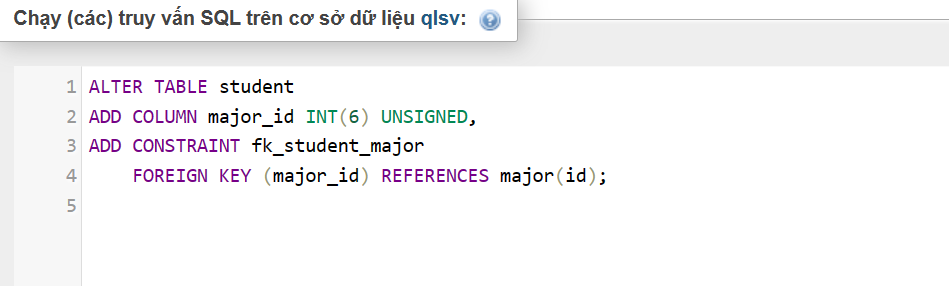 Chạy (các) truy vấn SQL trên cơ sở dữ liệu qlsv:
1 ALTER TABLE student
2 ADD COLUMN major_id INT(6) UNSIGNED,
3 ADD CONSTRAINT fk_student_major
4     FOREIGN KEY (major_id) REFERENCES major(id);
5